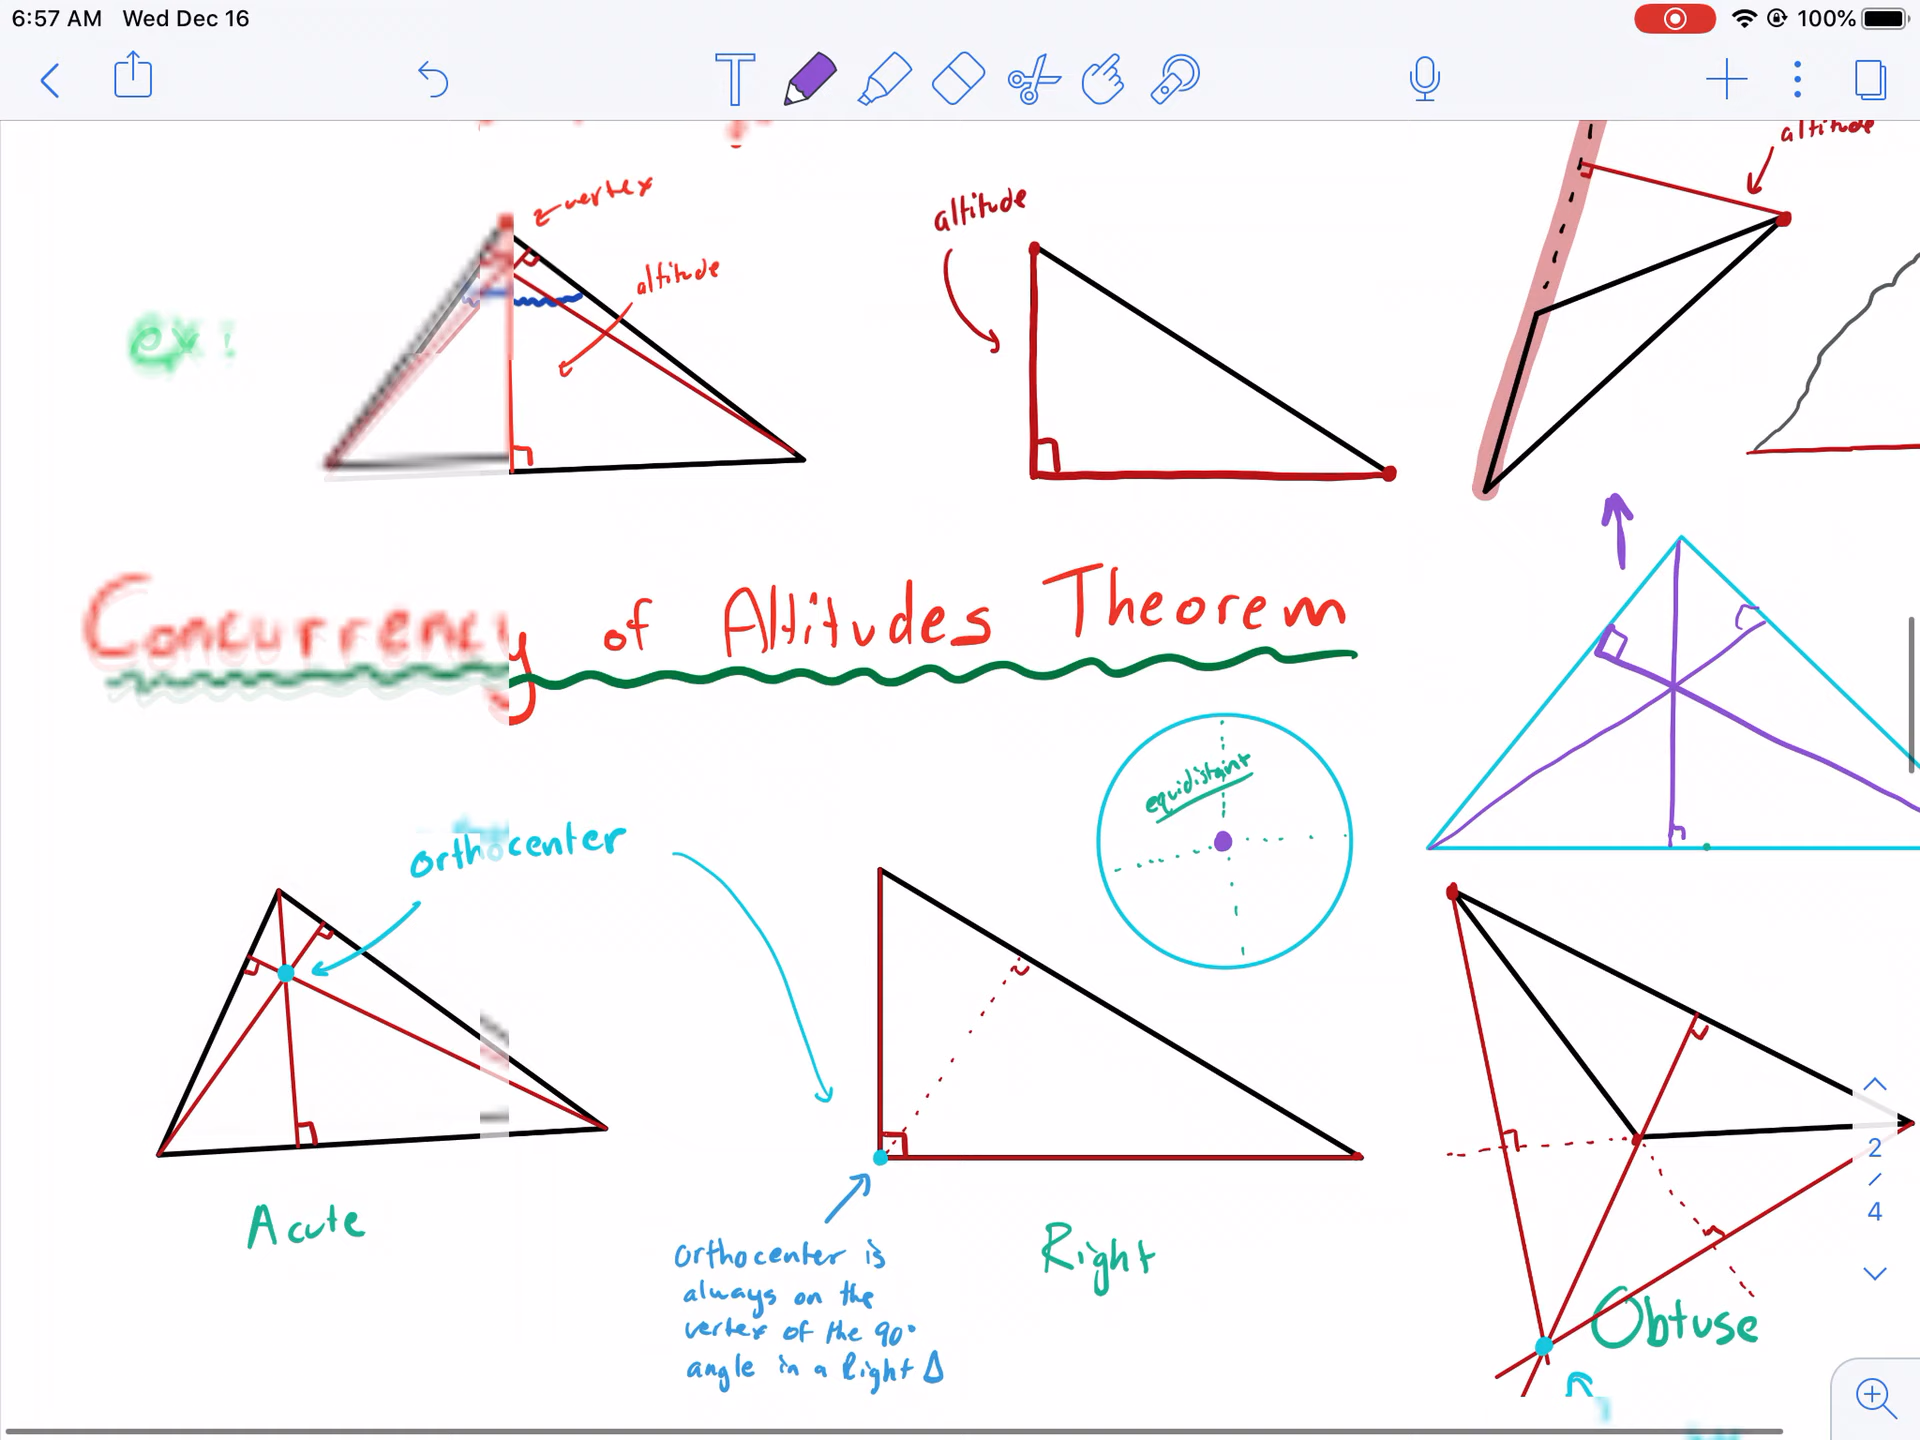 6:57 AM Wed Dec 16
100%
altitude
vertex
altitude
altitude
ex:
Concurrency of Altitudes Theorem
equidistant
orthocenter
Acute
Right
Obtuse
Orthocenter is
always on the
vertex of the 90°
angle in a Right Δ
2
/
4